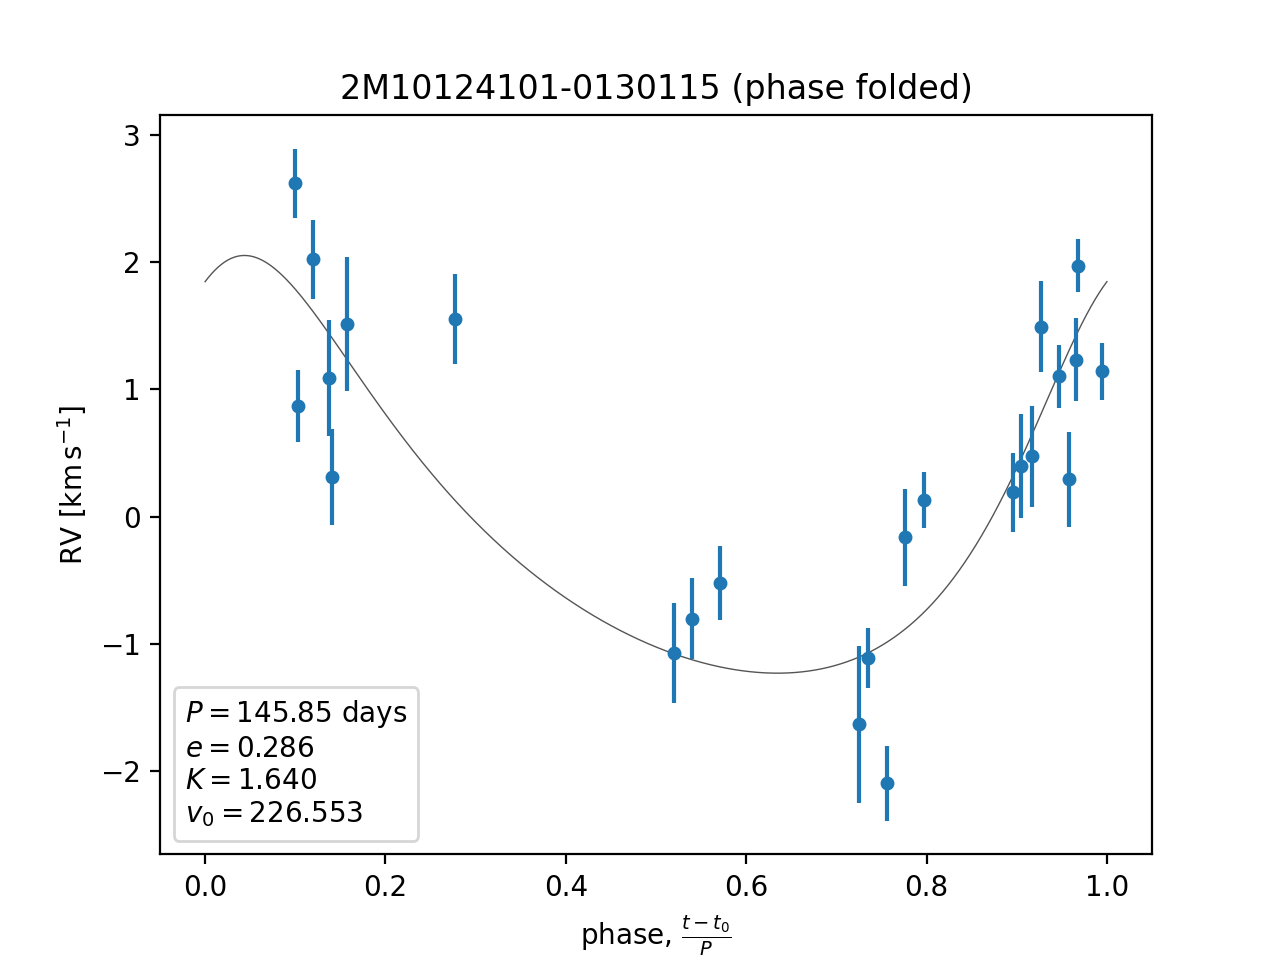 2M10124101-0130115 (phase folded)
3
2
1
0
−1
−2
RV [km s⁻¹]
P = 145.85 days
e = 0.286
K = 1.640
v₀ = 226.553
0.0 0.2 0.4 0.6 0.8 1.0
phase, (t − t₀)/P